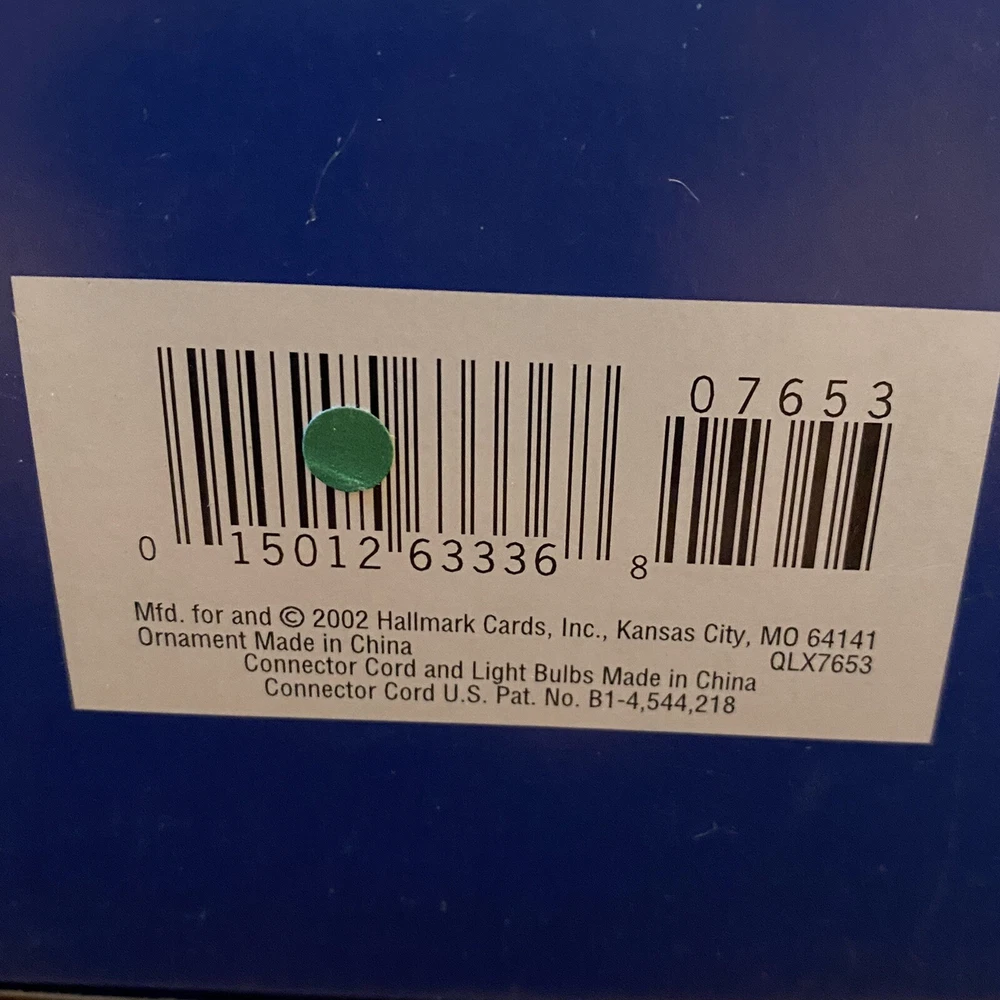 07653
0 15012 63336 8
Mfd. for and © 2002 Hallmark Cards, Inc., Kansas City, MO 64141
Ornament Made in China QLX7653
Connector Cord and Light Bulbs Made in China
Connector Cord U.S. Pat. No. B1-4,544,218